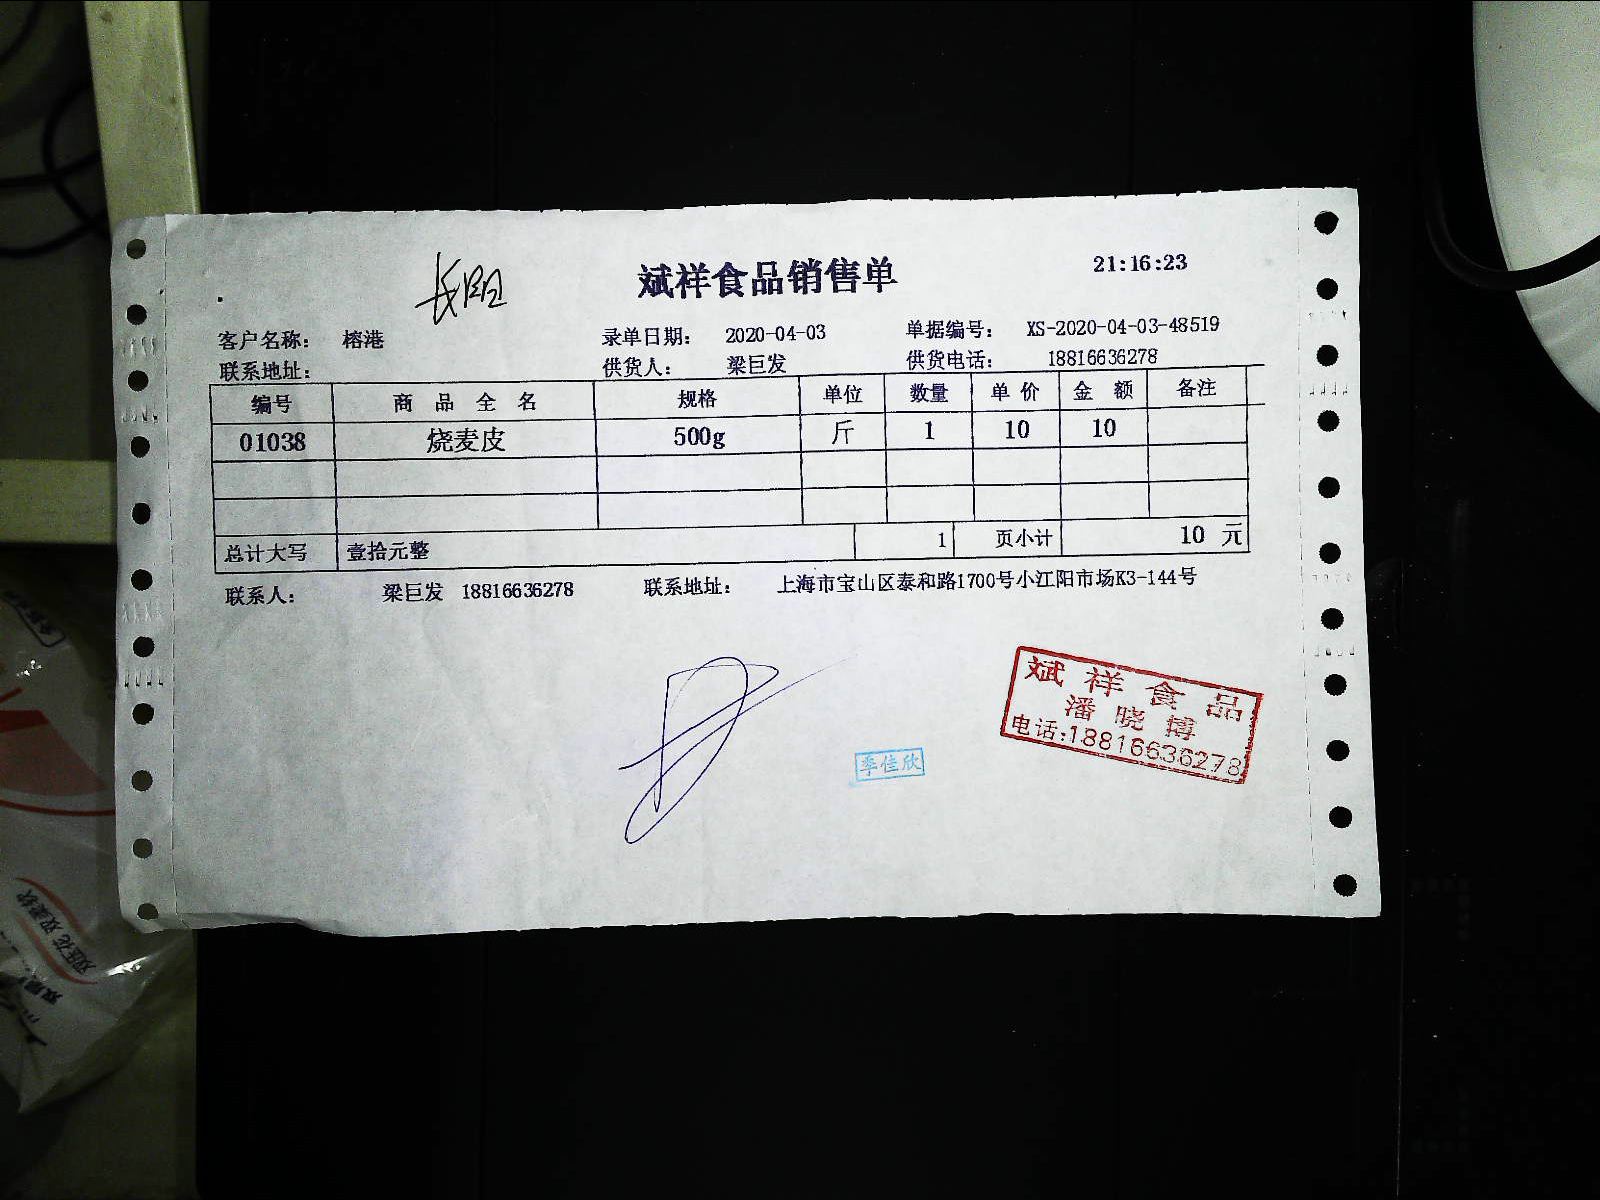 斌祥食品销售单 21:16:23
客户名称： 榕港 录单日期： 2020-04-03 单据编号： XS-2020-04-03-48519
联系地址： 供货人： 梁巨发 供货电话： 18816636278
编号 商品全名 规格 单位 数量 单价 金额 备注
01038 烧麦皮 500g 斤 1 10 10
总计大写 壹拾元整 1 页小计 10 元
联系人： 梁巨发 18816636278 联系地址： 上海市宝山区泰和路1700号小江阳市场K3-144号
斌祥食品
潘晓博
电话:18816636278
李佳欣
双压花 双柔软